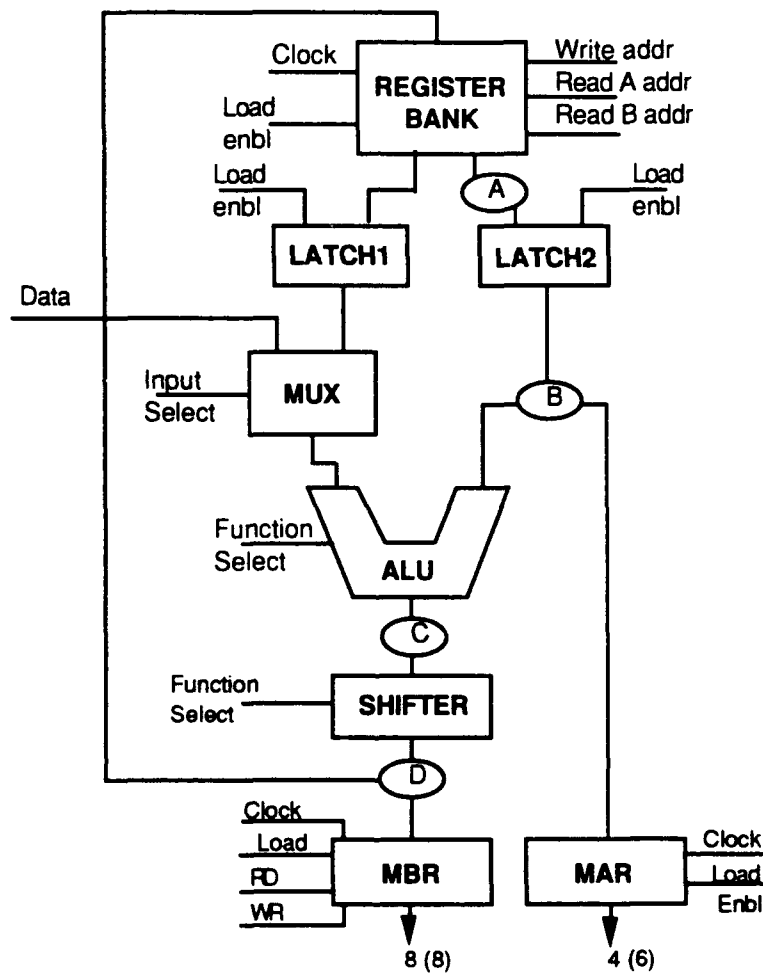 Clock
Write addr
REGISTER
BANK
Read A addr
Read B addr
Load
enbl
Load
enbl
A
Load
enbl
LATCH1
LATCH2
Data
Input
Select
MUX
B
Function
Select
ALU
C
Function
Select
SHIFTER
D
Clock
Load
RD
WR
MBR
MAR
Clock
Load
Enbl
8 (8)
4 (6)